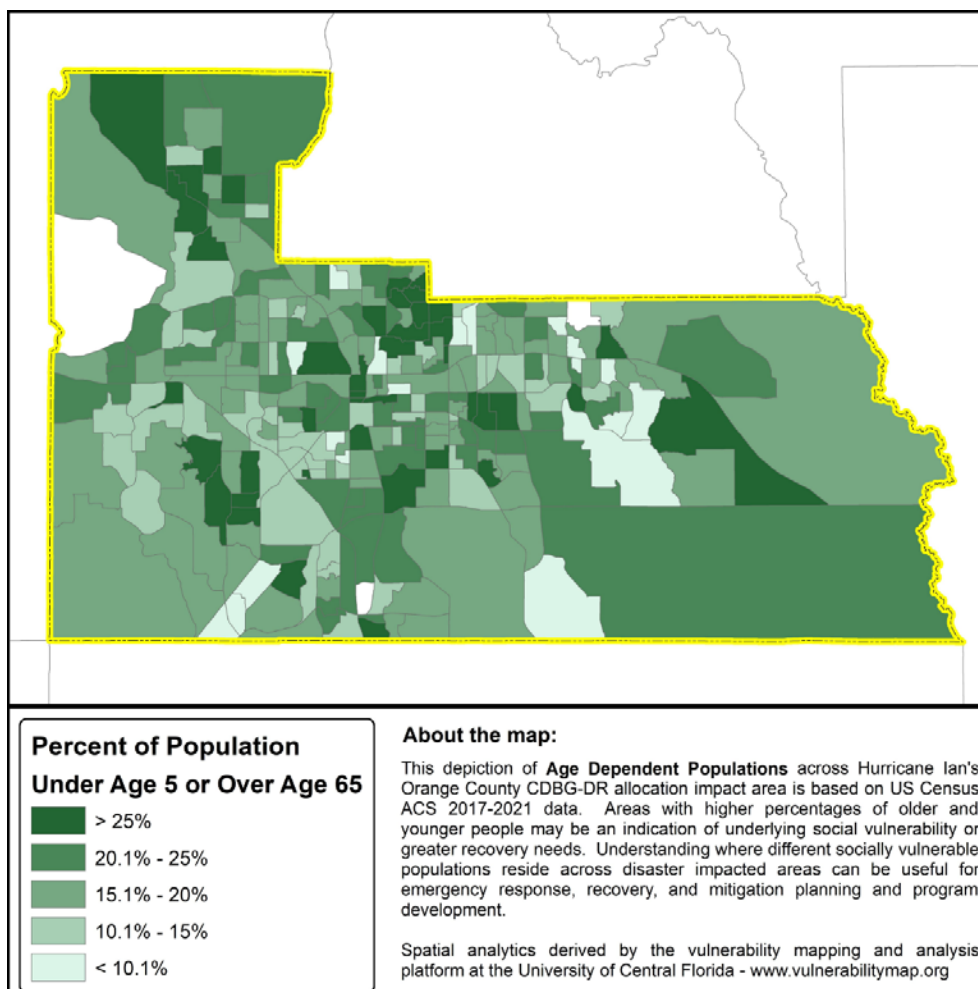 Percent of Population
Under Age 5 or Over Age 65
> 25%
20.1% - 25%
15.1% - 20%
10.1% - 15%
< 10.1%
About the map:
This depiction of Age Dependent Populations across Hurricane Ian's
Orange County CDBG-DR allocation impact area is based on US Census
ACS 2017-2021 data. Areas with higher percentages of older and
younger people may be an indication of underlying social vulnerability or
greater recovery needs. Understanding where different socially vulnerable
populations reside across disaster impacted areas can be useful for
emergency response, recovery, and mitigation planning and program
development.
Spatial analytics derived by the vulnerability mapping and analysis
platform at the University of Central Florida - www.vulnerabilitymap.org